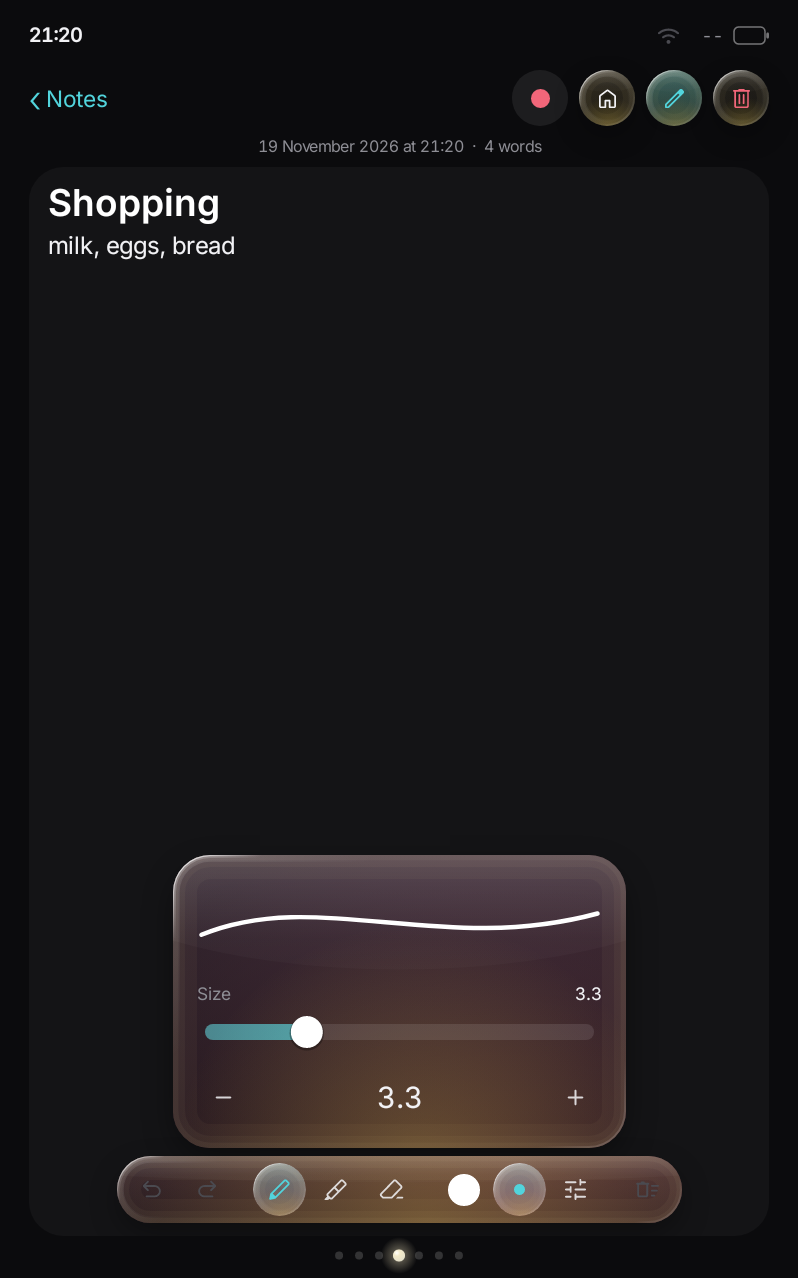 21:20
--
Notes
19 November 2026 at 21:20 · 4 words
Shopping
milk, eggs, bread
Size 3.3
− 3.3 +